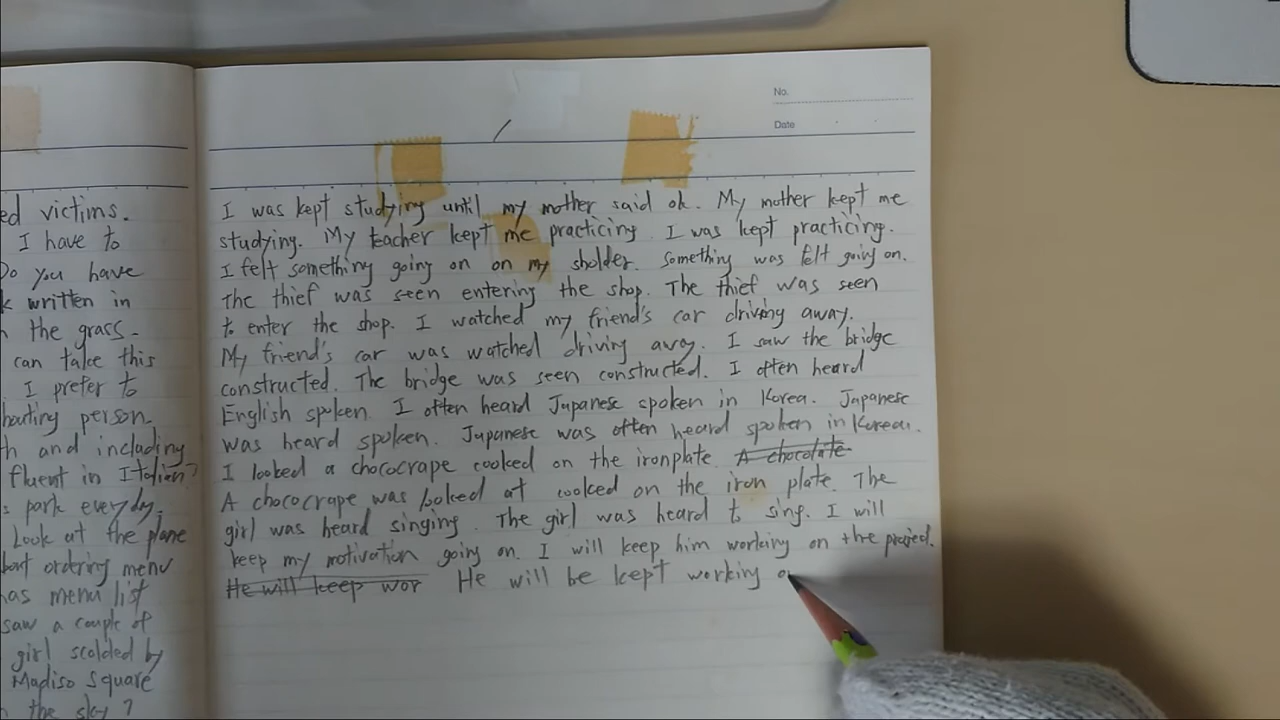 ed victims.
I have to
Do you have
k written in
the grass.
can take this
I prefer to
person.
h and including
fluent in Italian?
s park everyday.
Look at the plane
bout ordering menu
has menu list
saw a couple of
girl scolded by
Madiso Square
the sky?
No.
Date
I was kept studying until my mother said ok. My mother kept me
studying. My teacher kept me practicing. I was kept practicing.
I felt something going on on my sholder. Something was felt going on.
The thief was seen entering the shop. The thief was seen
to enter the shop. I watched my friend's car driving away.
My friend's car was watched driving away. I saw the bridge
constructed. The bridge was seen constructed. I often heard
English spoken. I often heard Japanese spoken in Korea. Japanese
was heard spoken. Japanese was often heard spoken in Korea.
I looked a chococrape cooked on the ironplate. A chocolate
A chococrape was looked at cooked on the iron plate. The
girl was heard singing. The girl was heard to sing. I will
keep my motivation going on. I will keep him working on the project.
He will keep wor He will be kept working o